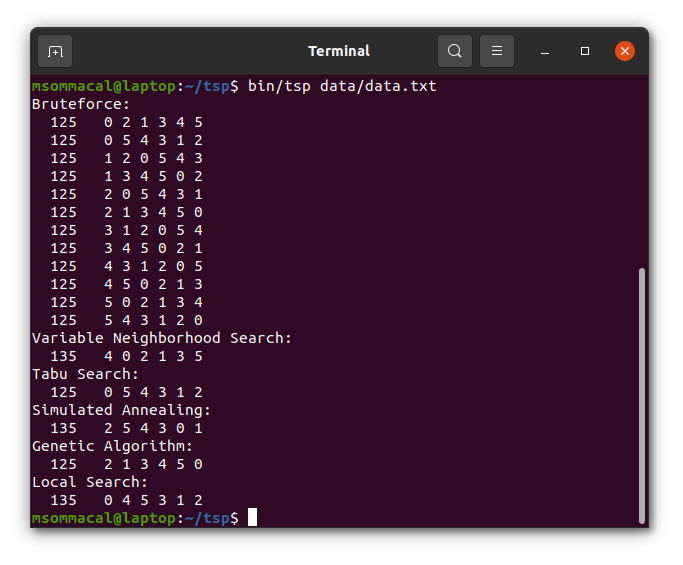 Terminal
msommacal@laptop:~/tsp$ bin/tsp data/data.txt
Bruteforce:
  125   0 2 1 3 4 5
  125   0 5 4 3 1 2
  125   1 2 0 5 4 3
  125   1 3 4 5 0 2
  125   2 0 5 4 3 1
  125   2 1 3 4 5 0
  125   3 1 2 0 5 4
  125   3 4 5 0 2 1
  125   4 3 1 2 0 5
  125   4 5 0 2 1 3
  125   5 0 2 1 3 4
  125   5 4 3 1 2 0
Variable Neighborhood Search:
  135   4 0 2 1 3 5
Tabu Search:
  125   0 5 4 3 1 2
Simulated Annealing:
  135   2 5 4 3 0 1
Genetic Algorithm:
  125   2 1 3 4 5 0
Local Search:
  135   0 4 5 3 1 2
msommacal@laptop:~/tsp$